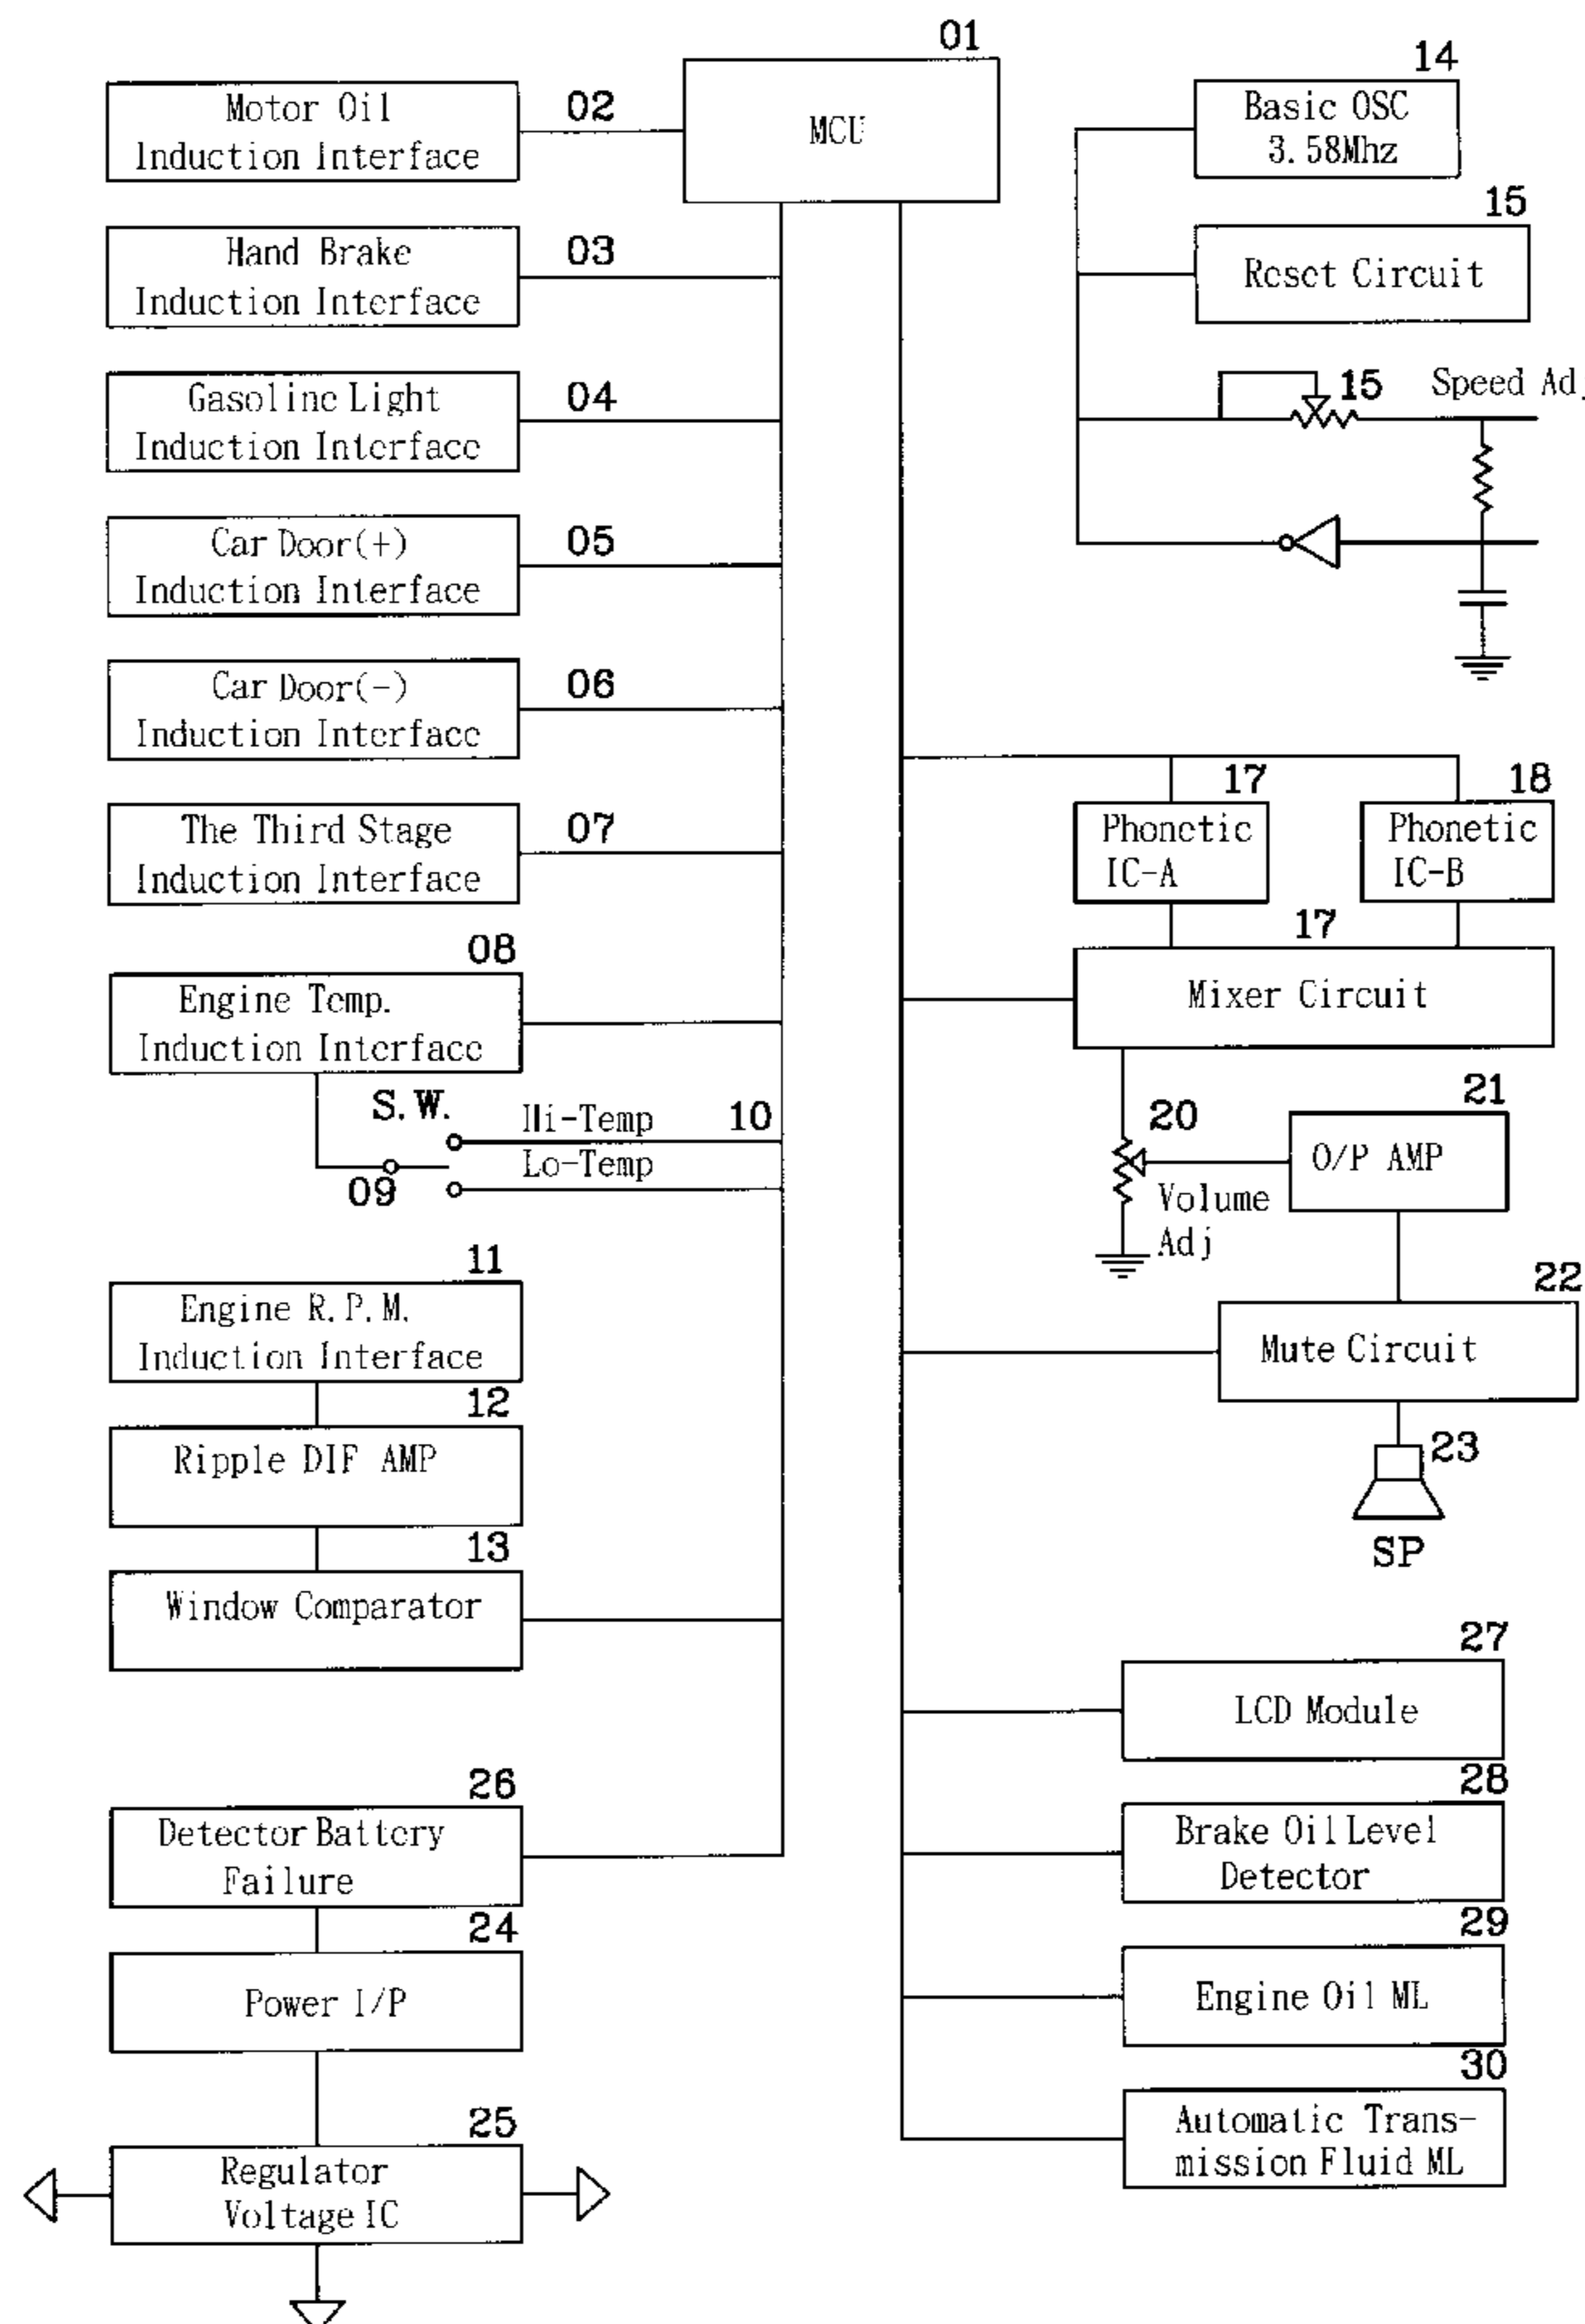 01
MCU
Motor Oil
Induction Interface
02
Hand Brake
Induction Interface
03
Gasoline Light
Induction Interface
04
Car Door(+)
Induction Interface
05
Car Door(-)
Induction Interface
06
The Third Stage
Induction Interface
07
08
Engine Temp.
Induction Interface
S.W.
09
Hi-Temp
10
Lo-Temp
11
Engine R.P.M.
Induction Interface
12
Ripple DIF AMP
13
Window Comparator
26
Detector Battery
Failure
24
Power I/P
25
Regulator
Voltage IC
14
Basic OSC
3.58Mhz
15
Reset Circuit
15
Speed Ad
17
Phonetic
IC-A
18
Phonetic
IC-B
17
Mixer Circuit
20
Volume
Adj
21
O/P AMP
22
Mute Circuit
23
SP
27
LCD Module
28
Brake Oil Level
Detector
29
Engine Oil ML
30
Automatic Trans-
mission Fluid ML